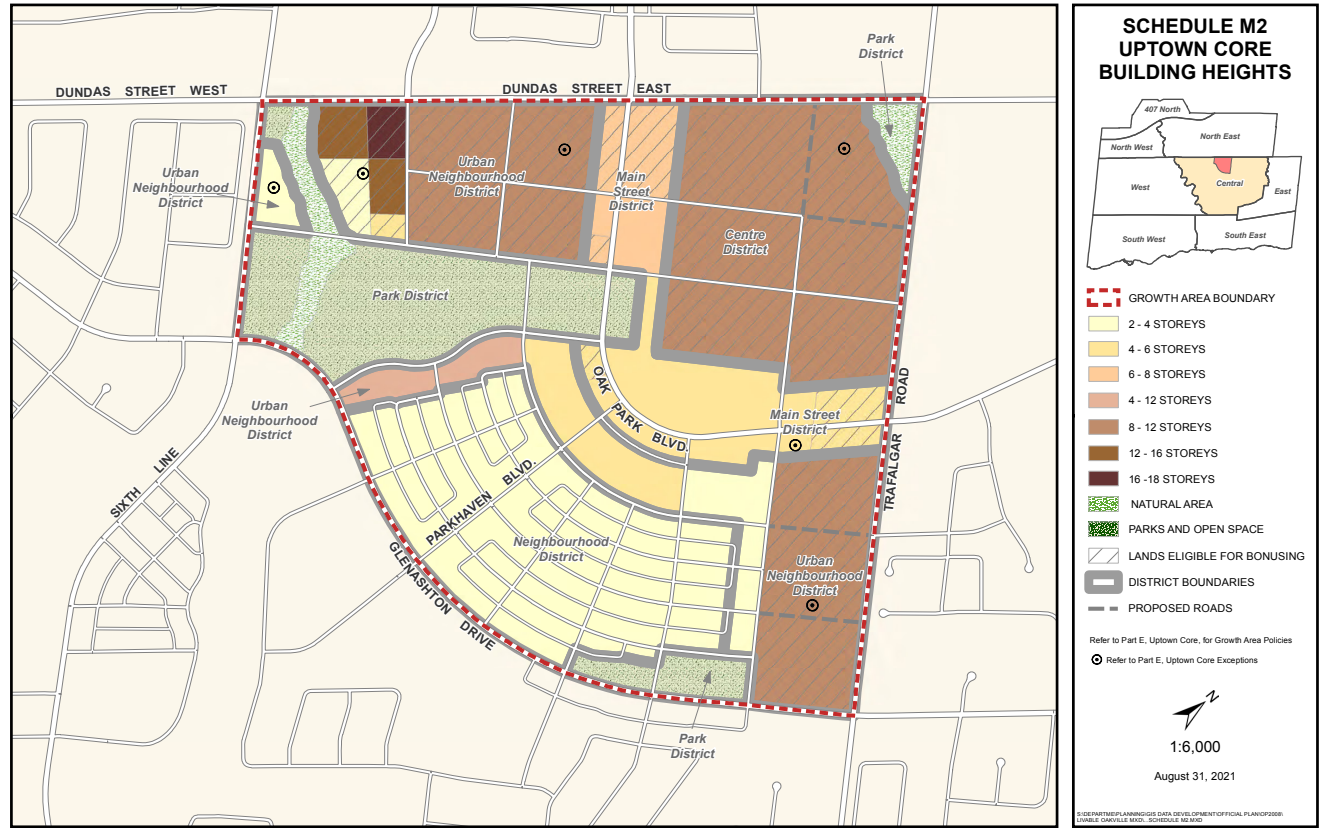 DUNDAS STREET WEST
DUNDAS STREET EAST
Park
District
Urban
Neighbourhood
District
Urban
Neighbourhood
District
Main
Street
District
Centre
District
Park District
Urban
Neighbourhood
District
OAK PARK BLVD.
Main Street
District
TRAFALGAR ROAD
SIXTH LINE
PARKHAVEN BLVD.
Neighbourhood
District
GLENASHTON DRIVE
Urban
Neighbourhood
District
Park
District
SCHEDULE M2
UPTOWN CORE
BUILDING HEIGHTS
407 North
North West
North East
West
Central
East
South West
South East
GROWTH AREA BOUNDARY
2 - 4 STOREYS
4 - 6 STOREYS
6 - 8 STOREYS
4 - 12 STOREYS
8 - 12 STOREYS
12 - 16 STOREYS
16 -18 STOREYS
NATURAL AREA
PARKS AND OPEN SPACE
LANDS ELIGIBLE FOR BONUSING
DISTRICT BOUNDARIES
PROPOSED ROADS
Refer to Part E, Uptown Core, for Growth Area Policies
Refer to Part E, Uptown Core Exceptions
N
1:6,000
August 31, 2021